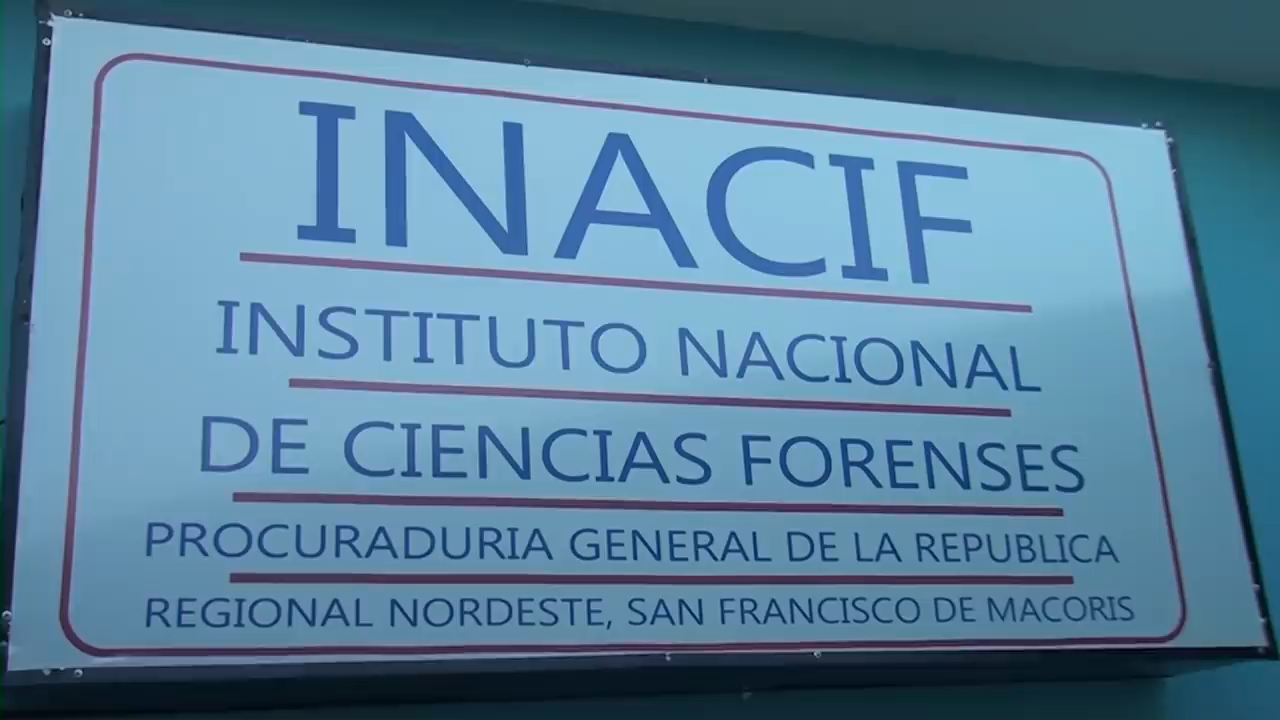 INACIF
INSTITUTO NACIONAL
DE CIENCIAS FORENSES
PROCURADURIA GENERAL DE LA REPUBLICA
REGIONAL NORDESTE, SAN FRANCISCO DE MACORIS